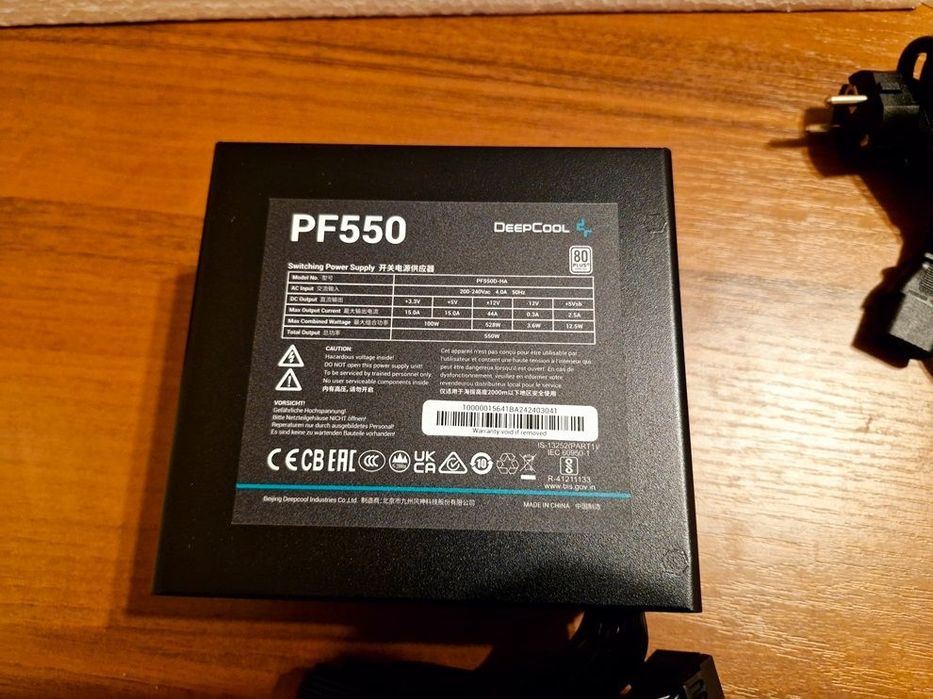 PF550
DEEPCOOL
80 PLUS
Switching Power Supply 开关电源供应器
Model No. 型号 PF550D-HA
AC Input 交流输入 200-240Vac 4.0A 50Hz
DC Output 直流输出 +3.3V +5V +12V -12V +5Vsb
Max Output Current 最大输出电流 15.0A 15.0A 44A 0.3A 2.5A
Max Combined Wattage 最大组合功率 100W 528W 3.6W 12.5W
Total Output 总功率 550W
CAUTION:
Hazardous voltage inside!
DO NOT open this power supply unit!
To be serviced by trained personnel only.
No user serviceable components inside.
内有高压, 请勿开启
Cet appareil n'est pas conçu pour être utilisable par
l'utilisateur et contient une haute tension à l'interieur qui
peut être dangereux lorsqu'il est ouvert. En cas de
dysfonctionnement, vesillez en informer votre
revendeurou distributeur local pour le service
仅适用于海拔高度2000m以下地区安全使用
VORSICHT!
Gefährliche Hochspannung!
Bitte Netzteilgehäuse NICHT öffnen!
Reperaturen nur durch ausgebildetes Personal!
Es sind keine zu wartenden Bauteile vorhanden!
10000015641BA242403041
Warranty void if removed
CE CB EAC CCC UKCA 10
IS-13252(PART1)/
IEC 60950-1
R-41211133
www.bis.gov.in
Beijing Deepcool Industries Co.,Ltd. 制造商:北京市九州风神科技股份有限公司
MADE IN CHINA 中国制造